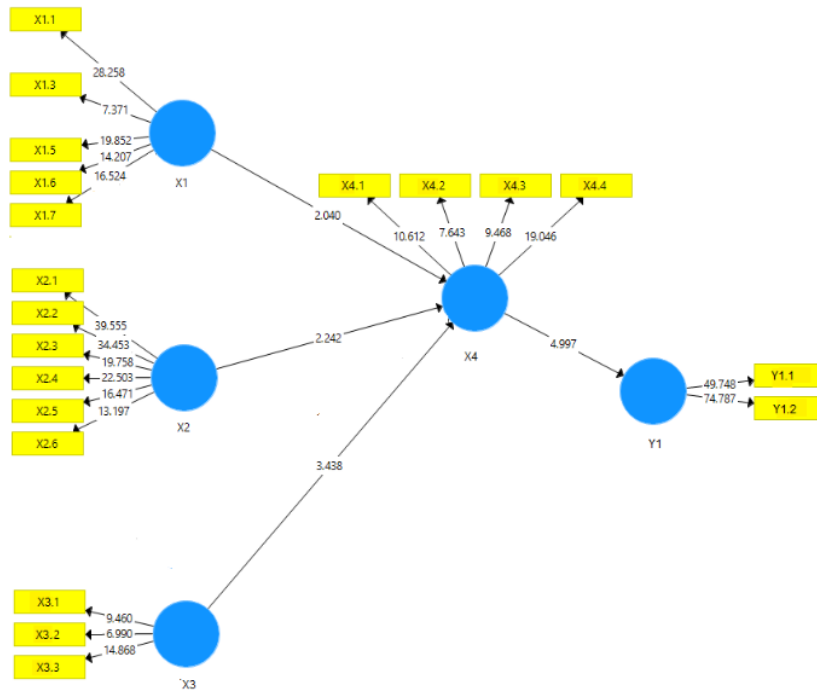 X1.1
28.258
X1.3
7.371
X1.5
19.852
X1.6
14.207
X1.7
16.524
X1
2.040
X4.1
X4.2
X4.3
X4.4
10.612
7.643
9.468
19.046
X4
X2.1
39.555
X2.2
34.453
X2.3
19.758
X2.4
22.503
X2.5
16.471
X2.6
13.197
X2
2.242
4.997
Y1.1
49.748
Y1.2
74.787
Y1
3.438
X3.1
9.460
X3.2
6.990
X3.3
14.868
X3